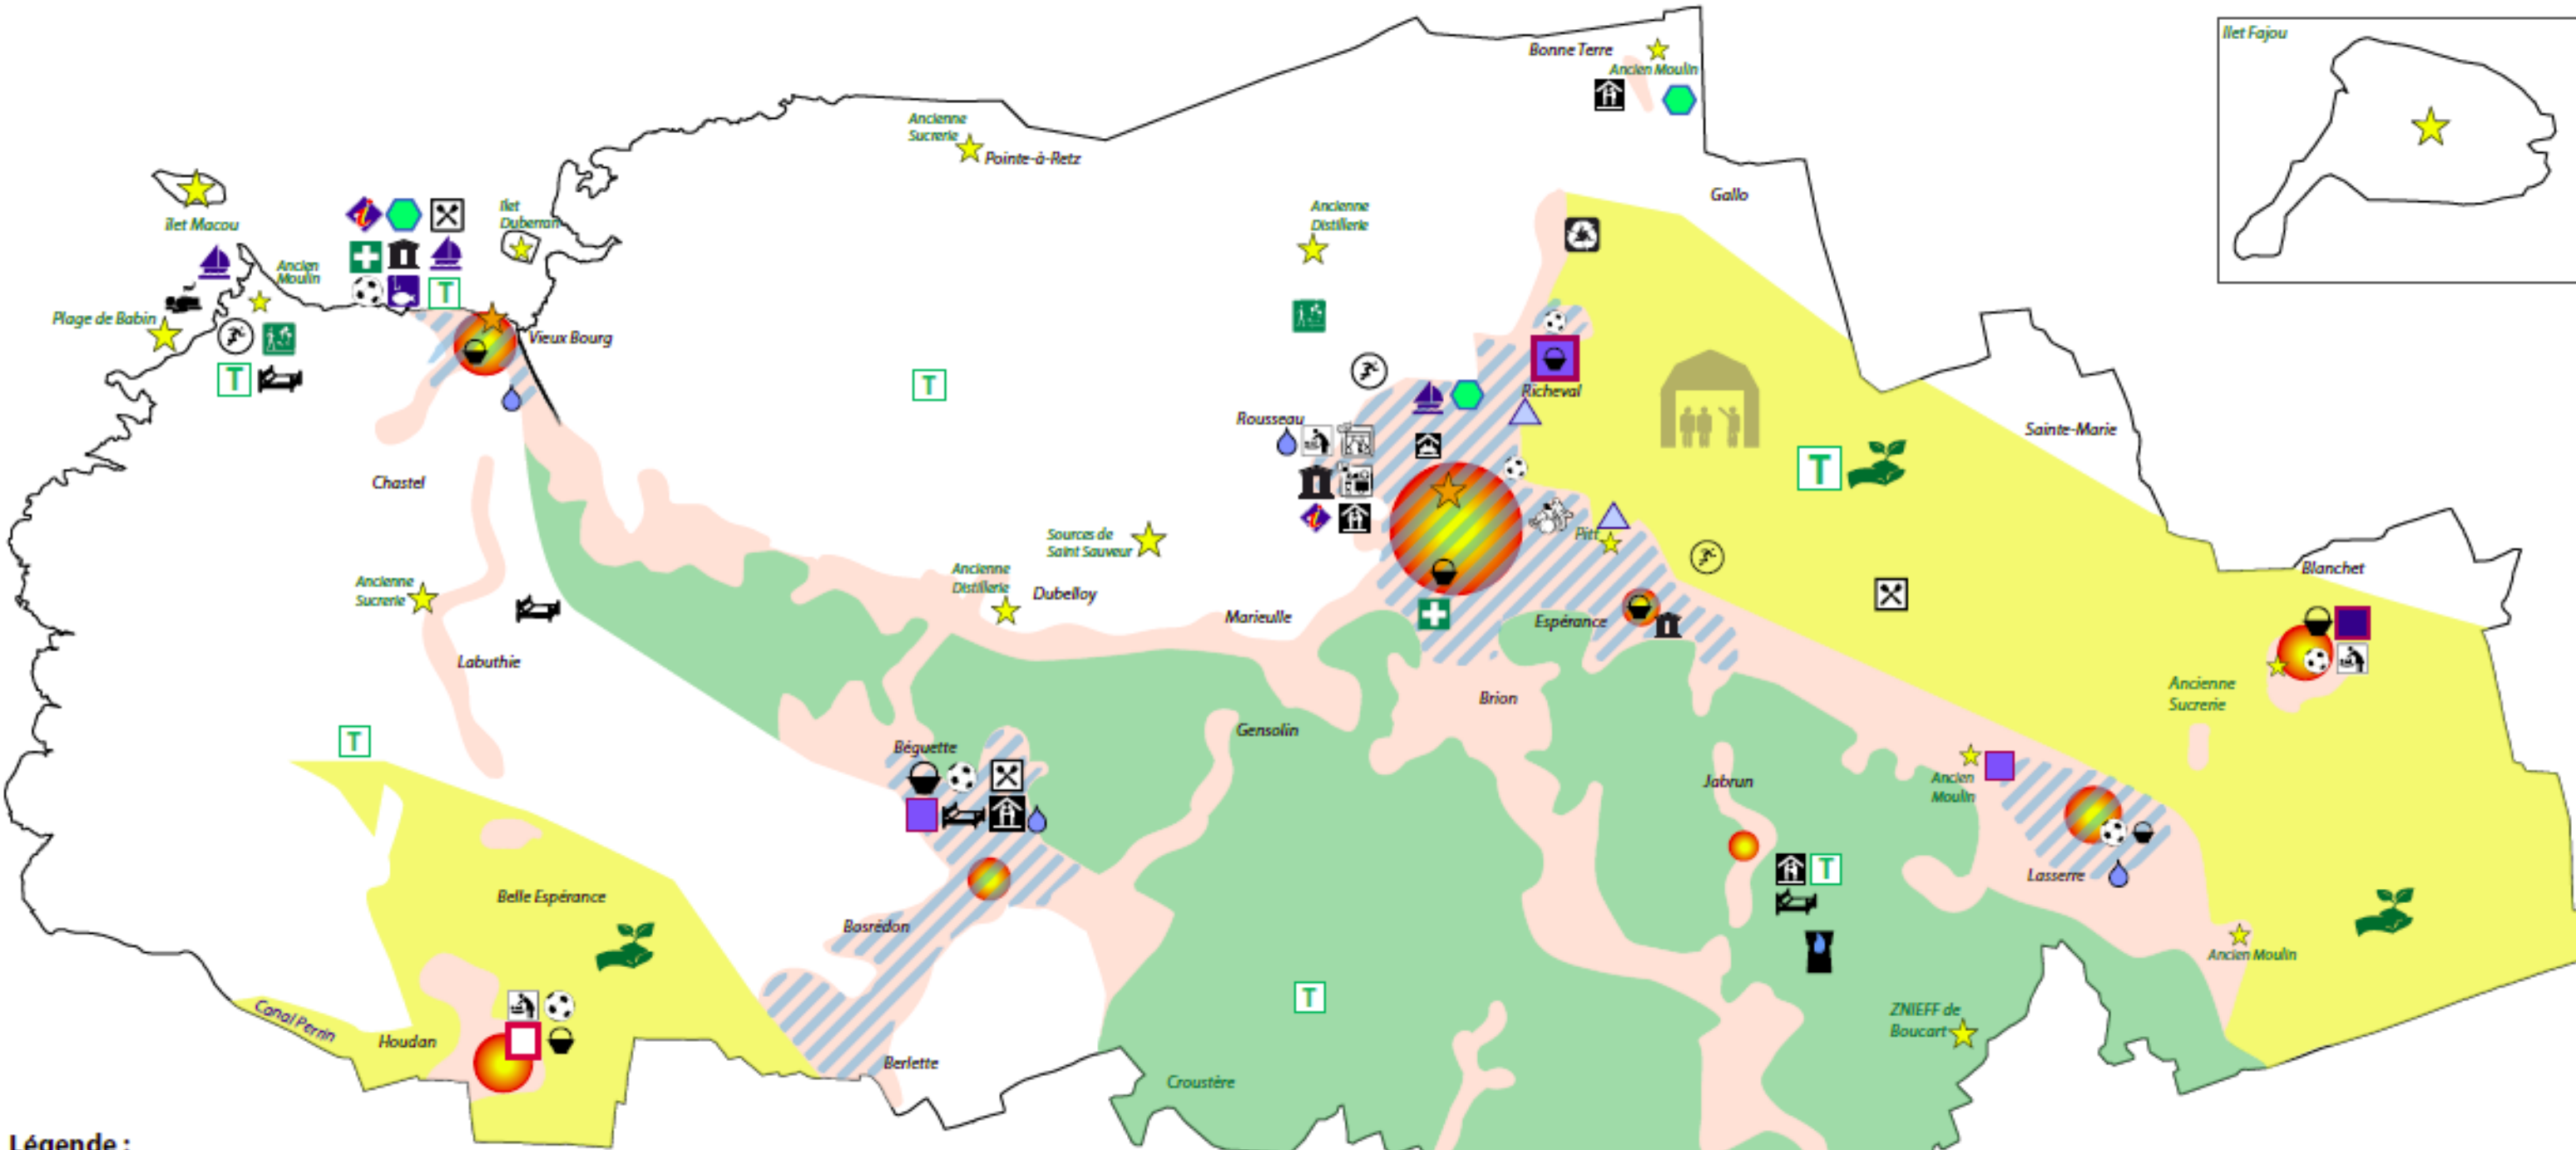 Ilet Fajou
Bonne Terre
Ancien Moulin
Ancienne
Sucrerie
Pointe-à-Retz
Gallo
îlet Macou
Ilet
Duberran
Ancienne
Distillerie
Ancien
Moulin
Plage de Babin
T
Vieux Bourg
T
T
Richeval
Rousseau
Sainte-Marie
T
Chastel
Pitt
Sources de
Saint Sauveur
Ancienne
Distillerie
Dubelloy
Ancienne
Sucrerie
Marieulle
Espérance
Blanchet
Labuthie
Ancienne
Sucrerie
Brion
Gensolin
T
Béguette
Jabrun
Ancien
Moulin
Lasserre
T
Belle Espérance
Bosrédon
Ancien Moulin
T
ZNIEFF de
Boucart
Canal Perrin
Houdan
Berlette
Croustère
Légende :